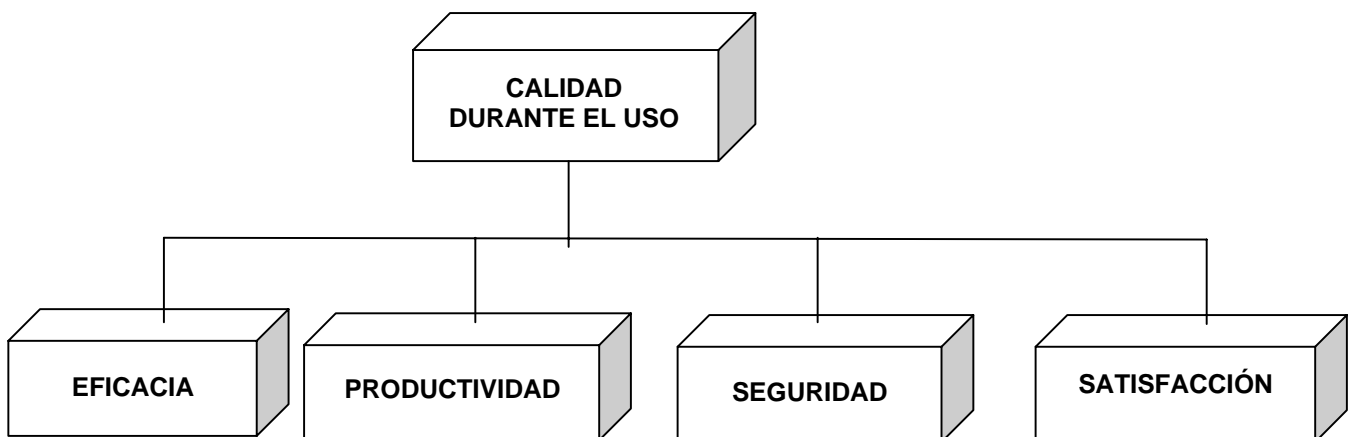 CALIDAD
DURANTE EL USO
EFICACIA
PRODUCTIVIDAD
SEGURIDAD
SATISFACCIÓN